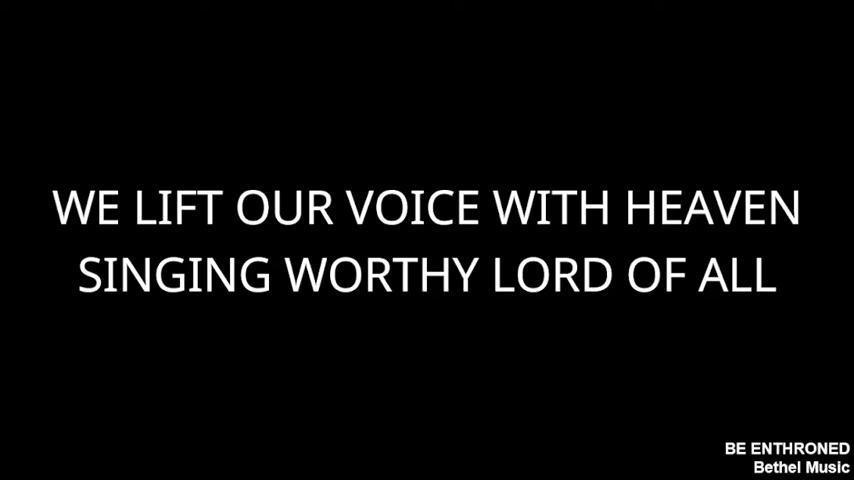 WE LIFT OUR VOICE WITH HEAVEN
SINGING WORTHY LORD OF ALL
BE ENTHRONED
Bethel Music